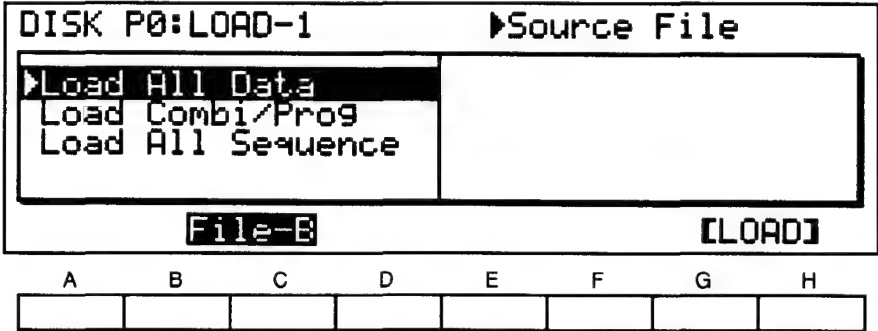 DISK P0:LOAD-1 ▶Source File
▶Load All Data
Load Combi/Prog
Load All Sequence
File-B [LOAD]
A B C D E F G H